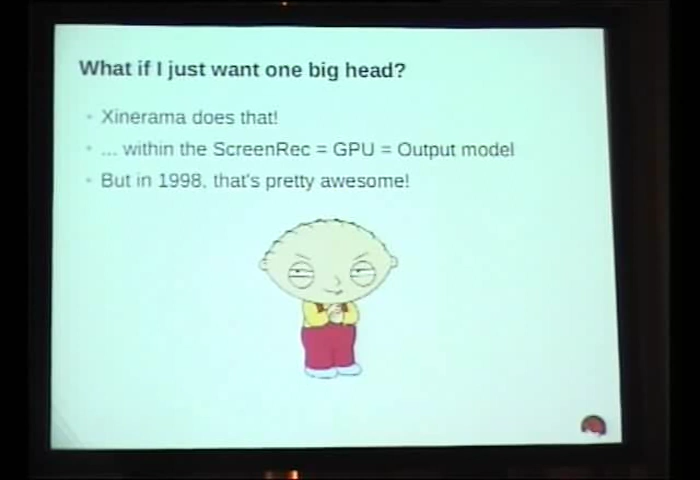 What if I just want one big head?
Xinerama does that!
... within the ScreenRec = GPU = Output model
But in 1998, that's pretty awesome!